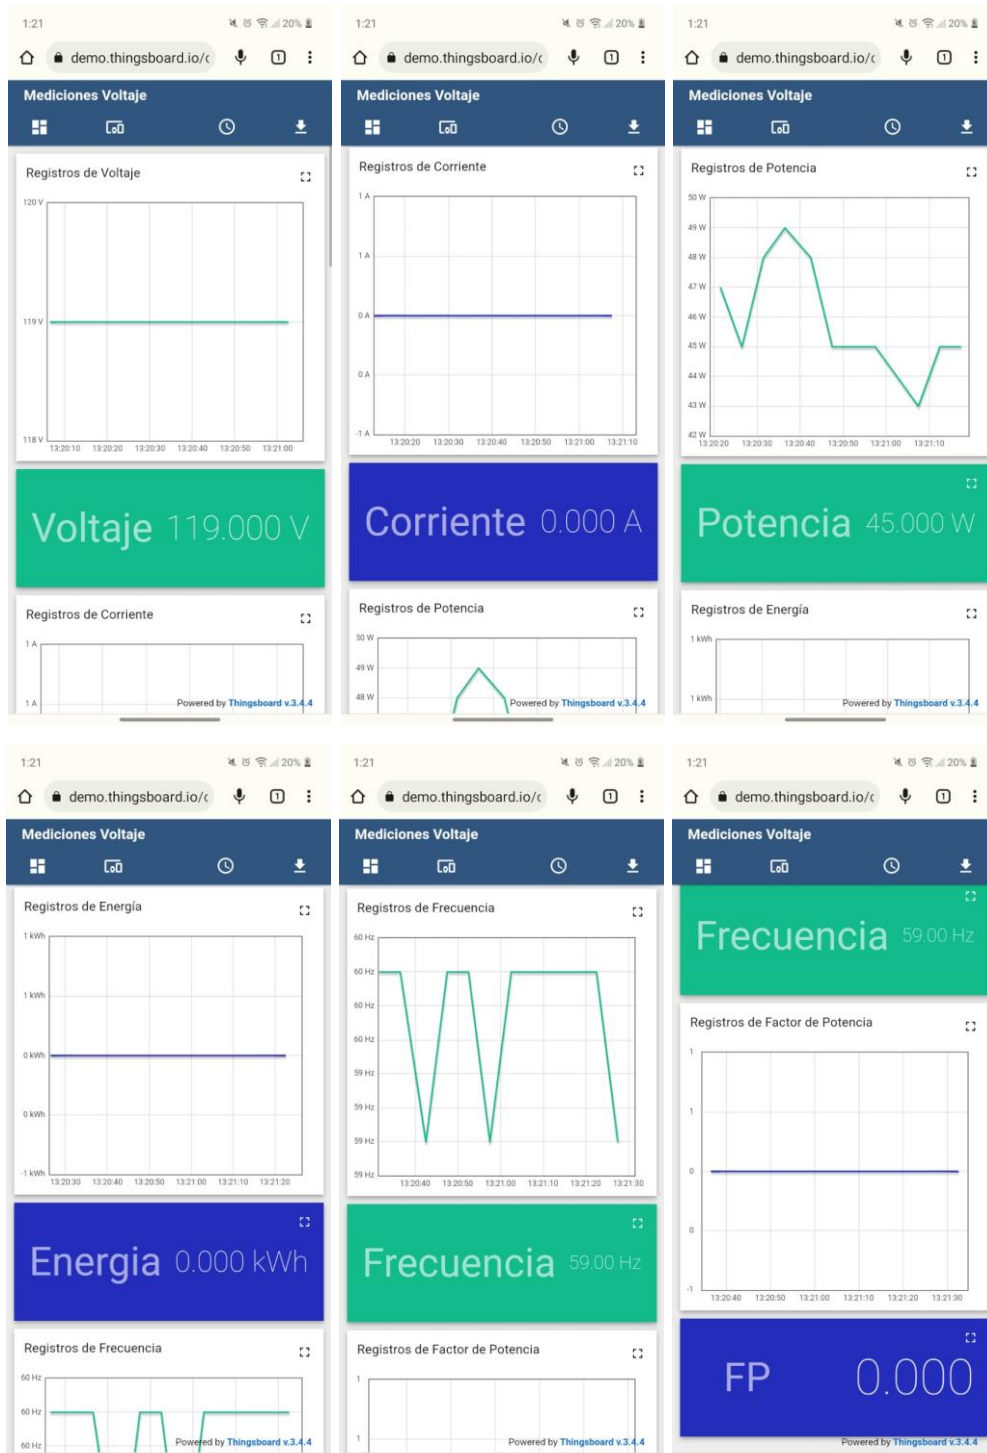 1:21 20%
demo.thingsboard.io/c 1
Mediciones Voltaje
Registros de Voltaje
120 V
119 V
118 V
13:20:10 13:20:20 13:20:30 13:20:40 13:20:50 13:21:00
Voltaje 119.000 V
Registros de Corriente
1 A
1 A
Powered by Thingsboard v.3.4.4
1:21 20%
demo.thingsboard.io/c 1
Mediciones Voltaje
Registros de Corriente
1 A
1 A
0 A
0 A
-1 A
13:20:20 13:20:30 13:20:40 13:20:50 13:21:00 13:21:10
Corriente 0.000 A
Registros de Potencia
50 W
49 W
48 W
Powered by Thingsboard v.3.4.4
1:21 20%
demo.thingsboard.io/c 1
Mediciones Voltaje
Registros de Potencia
50 W
49 W
48 W
47 W
46 W
45 W
44 W
43 W
42 W
13:20:20 13:20:30 13:20:40 13:20:50 13:21:00 13:21:10
Potencia 45.000 W
Registros de Energía
1 kWh
1 kWh
Powered by Thingsboard v.3.4.4
1:21 20%
demo.thingsboard.io/c 1
Mediciones Voltaje
Registros de Energía
1 kWh
1 kWh
0 kWh
0 kWh
-1 kWh
13:20:30 13:20:40 13:20:50 13:21:00 13:21:10 13:21:20
Energia 0.000 kWh
Registros de Frecuencia
60 Hz
60 Hz
60 Hz
Powered by Thingsboard v.3.4.4
1:21 20%
demo.thingsboard.io/c 1
Mediciones Voltaje
Registros de Frecuencia
60 Hz
60 Hz
60 Hz
60 Hz
59 Hz
59 Hz
59 Hz
59 Hz
13:20:40 13:20:50 13:21:00 13:21:10 13:21:20 13:21:30
Frecuencia 59.00 Hz
Registros de Factor de Potencia
1
1
Powered by Thingsboard v.3.4.4
1:21 20%
demo.thingsboard.io/c 1
Mediciones Voltaje
Frecuencia 59.00 Hz
Registros de Factor de Potencia
1
1
0
0
-1
13:20:40 13:20:50 13:21:00 13:21:10 13:21:20 13:21:30
FP 0.000
Powered by Thingsboard v.3.4.4